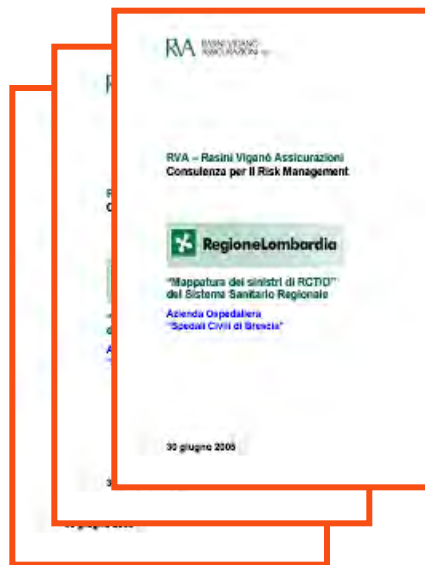 RVA RASINI VIGANÒ
ASSICURAZIONI
RVA – Rasini Viganò Assicurazioni
Consulenza per il Risk Management
RegioneLombardia
"Mappatura dei sinistri di RCT/O"
del Sistema Sanitario Regionale
Azienda Ospedaliera
"Spedali Civili di Brescia"
30 giugno 2005